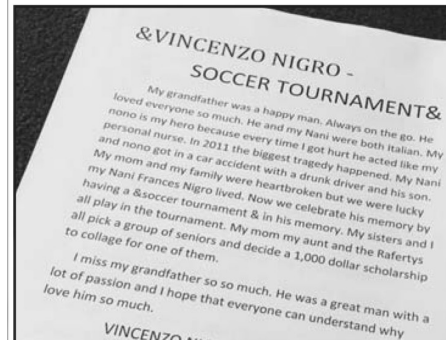 &VINCENZO NIGRO -
SOCCER TOURNAMENT&
My grandfather was a happy man. Always on the go. He
loved everyone so much. He and my Nani were both Italian. My
nono is my hero because every time I got hurt he acted like my
personal nurse. In 2011 the biggest tragedy happened. My Nani
and nono got in a car accident with a drunk driver and his son.
My mom and my family were heartbroken but we were lucky
my Nani Frances Nigro lived. Now we celebrate his memory by
having a &soccer tournament & in his memory. My sisters and I
all play in the tournament. My mom my aunt and the Rafertys
all pick a group of seniors and decide a 1,000 dollar scholarship
to collage for one of them.
I miss my grandfather so so much. He was a great man with a
lot of passion and I hope that everyone can understand why
love him so much.
VINCENZO